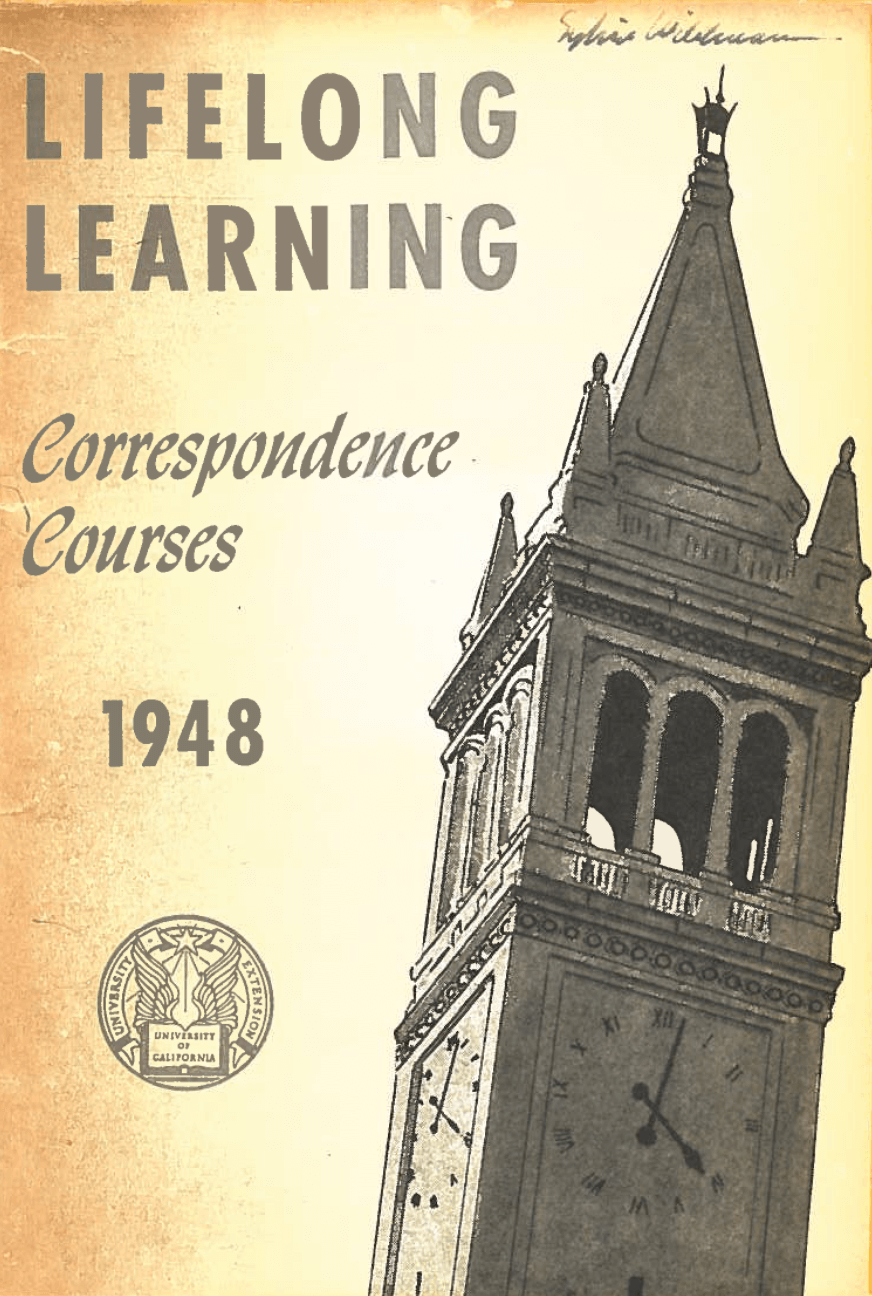 LIFELONG
LEARNING
Correspondence
Courses
1948
UNIVERSITY EXTENSION
UNIVERSITY
OF
CALIFORNIA